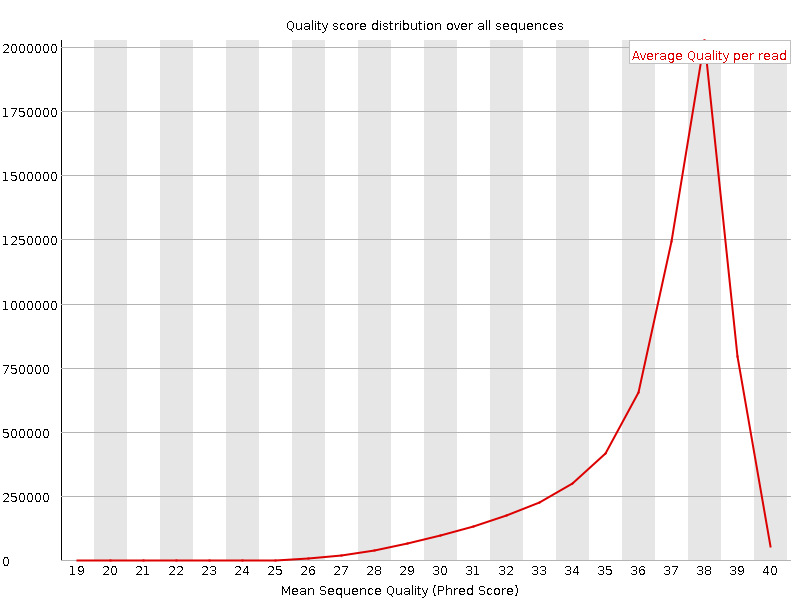 Quality score distribution over all sequences
Average Quality per read
2000000
1750000
1500000
1250000
1000000
750000
500000
250000
0
19 20 21 22 23 24 25 26 27 28 29 30 31 32 33 34 35 36 37 38 39 40
Mean Sequence Quality (Phred Score)